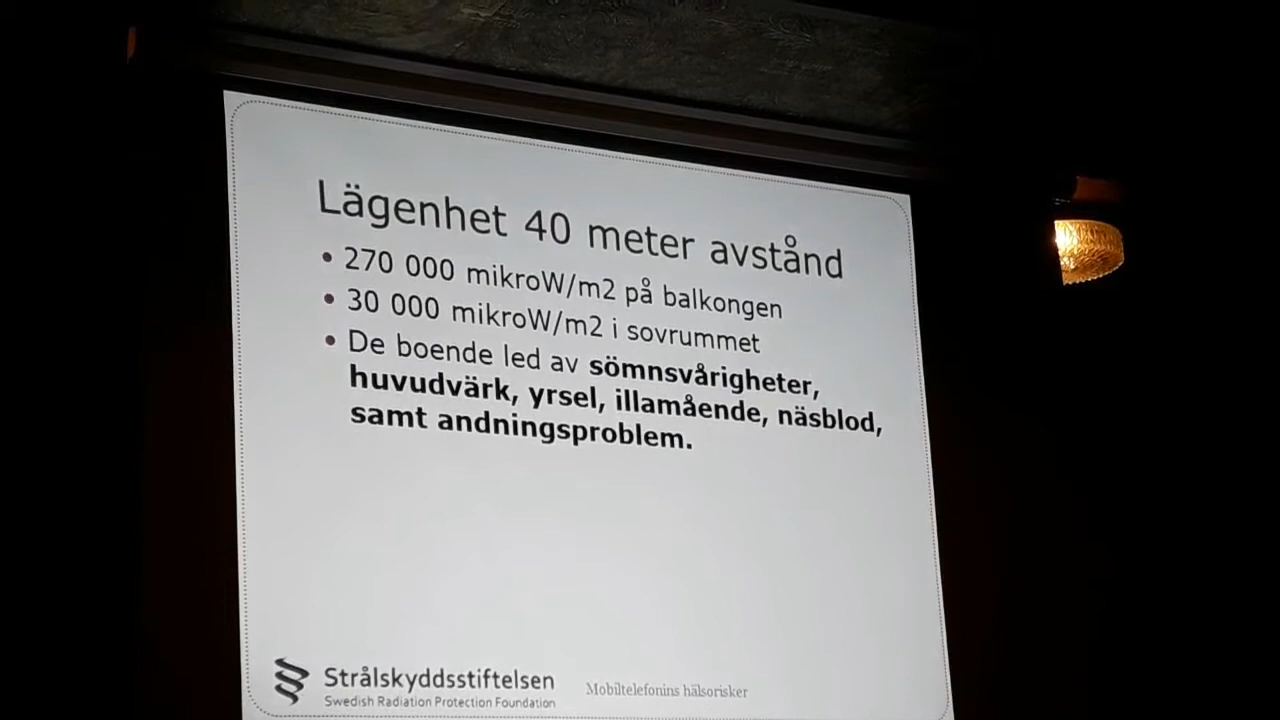 Lägenhet 40 meter avstånd
• 270 000 mikroW/m2 på balkongen
• 30 000 mikroW/m2 i sovrummet
• De boende led av sömnsvårigheter,
huvudvärk, yrsel, illamående, näsblod,
samt andningsproblem.
Strålskyddsstiftelsen
Swedish Radiation Protection Foundation
Mobiltelefonins hälsorisker